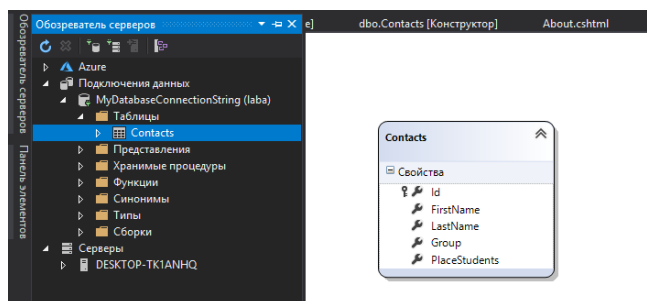 Обозреватель серверов
e]
dbo.Contacts [Конструктор]
About.cshtml
Обозреватель серверов
Панель элементов
Azure
Подключения данных
MyDatabaseConnectionString (laba)
Таблицы
Contacts
Представления
Хранимые процедуры
Функции
Синонимы
Типы
Сборки
Серверы
DESKTOP-TK1ANHQ
Contacts
Свойства
Id
FirstName
LastName
Group
PlaceStudents